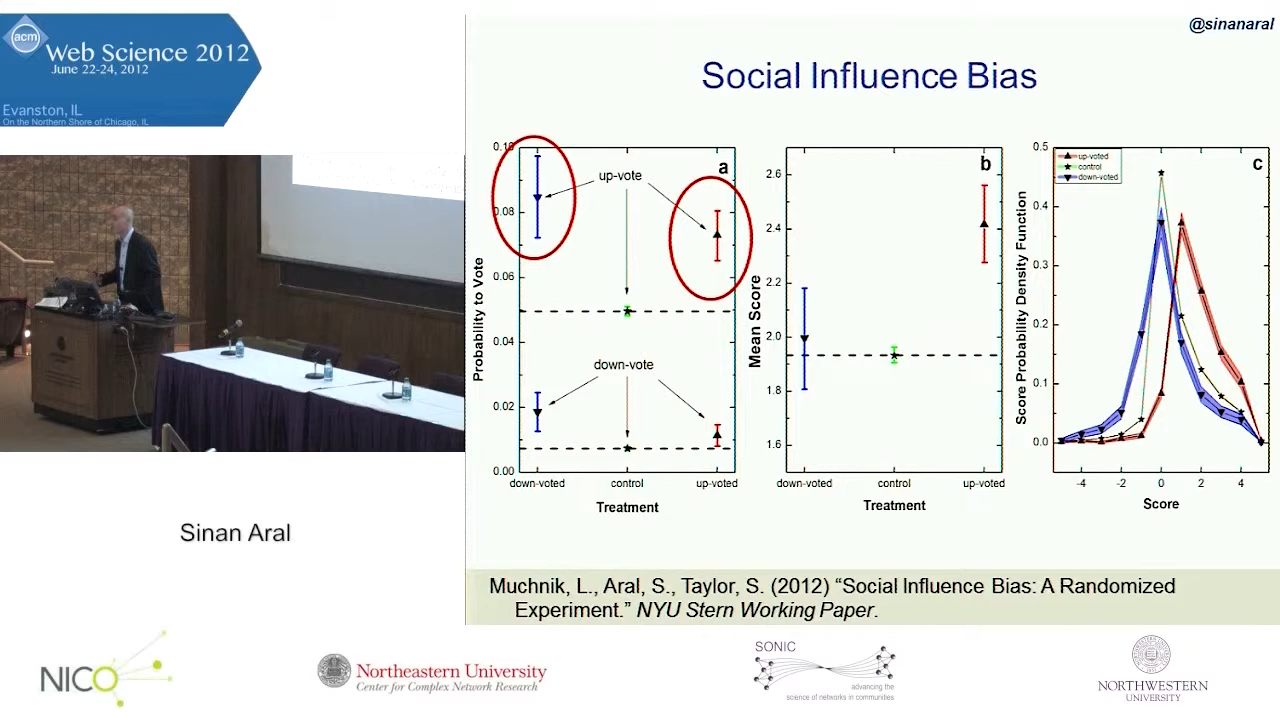 acm
Web Science 2012
June 22-24, 2012
Evanston, IL
On the Northern Shore of Chicago, IL
Sinan Aral
@sinanaral
Social Influence Bias
a
up-vote
down-vote
Probability to Vote
0.10
0.08
0.06
0.04
0.02
0.00
down-voted control up-voted
Treatment
b
Mean Score
2.6
2.4
2.2
2.0
1.8
1.6
down-voted control up-voted
Treatment
c
up-voted
control
down-voted
Score Probability Density Function
0.5
0.4
0.3
0.2
0.1
0.0
-4 -2 0 2 4
Score
Muchnik, L., Aral, S., Taylor, S. (2012) “Social Influence Bias: A Randomized
Experiment.” NYU Stern Working Paper.
NICO
Northeastern University
Center for Complex Network Research
SONIC
advancing the
science of networks in communities
NORTHWESTERN
UNIVERSITY